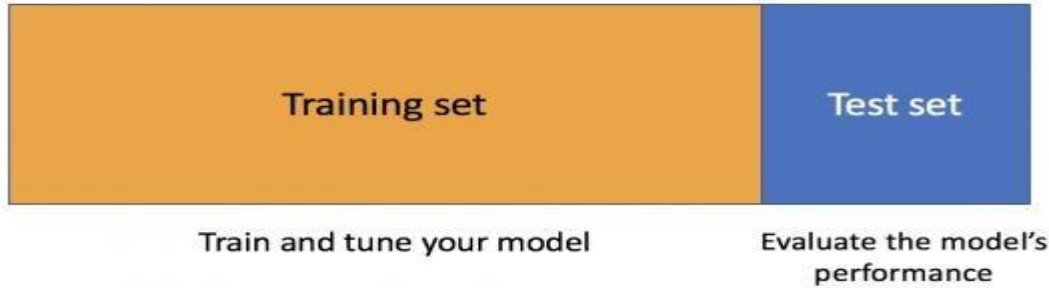 Training set
Test set
Train and tune your model
Evaluate the model's
performance